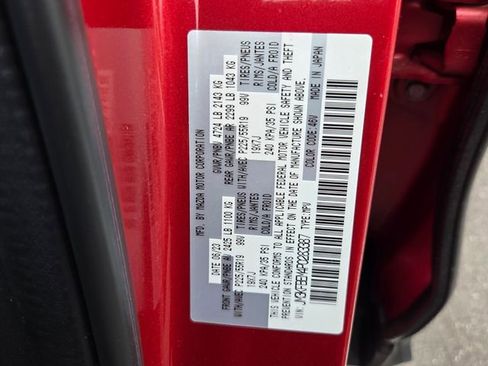 MFD. BY MAZDA MOTOR CORPORATION
DATE 06/23 GVWR/PNBV 4724 LB 2143 KG
FRONT GAWR/PNBE A 2425 LB 1100 KG REAR GAWR/PNBE AR 2299 LB 1043 KG
WITH/AVEC P225/55R19 99V TIRES/PNEUS WITH/AVEC P225/55R19 99V TIRES/PNEUS
19X7J RIMS/JANTES 19X7J RIMS/JANTES
240 KPA/35 PSI COLD/A FROID 240 KPA/35 PSI COLD/A FROID
THIS VEHICLE CONFORMS TO ALL APPLICABLE FEDERAL MOTOR VEHICLE SAFETY AND THEFT
PREVENTION STANDARDS IN EFFECT ON THE DATE OF MANUFACTURE SHOWN ABOVE.
VIN: JM3KFBEM4P0233387 TYPE: MPV COLOR: 46V MADE IN JAPAN